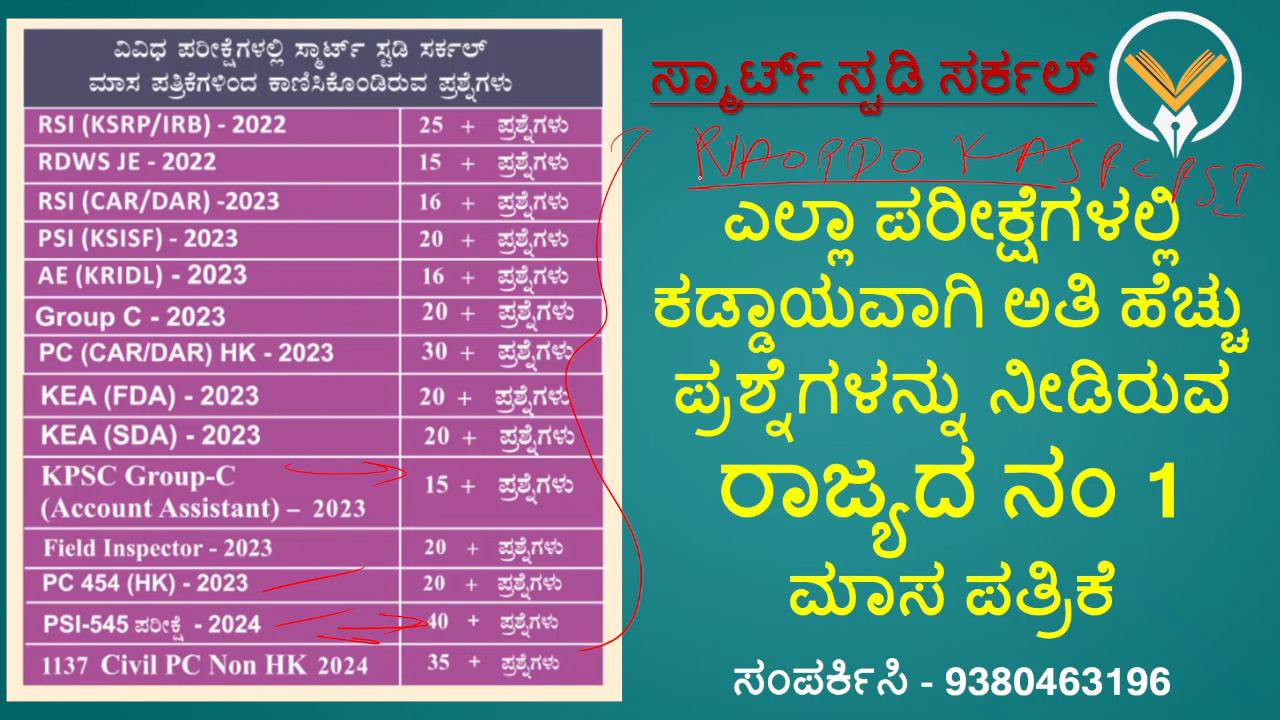 ವಿವಿಧ ಪರೀಕ್ಷೆಗಳಲ್ಲಿ ಸ್ಮಾರ್ಟ್ ಸ್ಟಡಿ ಸರ್ಕಲ್
ಮಾಸ ಪತ್ರಿಕೆಗಳಿಂದ ಕಾಣಿಸಿಕೊಂಡಿರುವ ಪ್ರಶ್ನೆಗಳು
RSI (KSRP/IRB) - 2022 25 + ಪ್ರಶ್ನೆಗಳು
RDWS JE - 2022 15 + ಪ್ರಶ್ನೆಗಳು
RSI (CAR/DAR) -2023 16 + ಪ್ರಶ್ನೆಗಳು
PSI (KSISF) - 2023 20 + ಪ್ರಶ್ನೆಗಳು
AE (KRIDL) - 2023 16 + ಪ್ರಶ್ನೆಗಳು
Group C - 2023 20 + ಪ್ರಶ್ನೆಗಳು
PC (CAR/DAR) HK - 2023 30 + ಪ್ರಶ್ನೆಗಳು
KEA (FDA) - 2023 20 + ಪ್ರಶ್ನೆಗಳು
KEA (SDA) - 2023 20 + ಪ್ರಶ್ನೆಗಳು
KPSC Group-C
(Account Assistant) – 2023 15 + ಪ್ರಶ್ನೆಗಳು
Field Inspector - 2023 20 + ಪ್ರಶ್ನೆಗಳು
PC 454 (HK) - 2023 20 + ಪ್ರಶ್ನೆಗಳು
PSI-545 ಪರೀಕ್ಷೆ - 2024 40 + ಪ್ರಶ್ನೆಗಳು
1137 Civil PC Non HK 2024 35 + ಪ್ರಶ್ನೆಗಳು
ಸ್ಮಾರ್ಟ್ ಸ್ಟಡಿ ಸರ್ಕಲ್
KAS PC PSI
ಎಲ್ಲಾ ಪರೀಕ್ಷೆಗಳಲ್ಲಿ
ಕಡ್ಡಾಯವಾಗಿ ಅತಿ ಹೆಚ್ಚು
ಪ್ರಶ್ನೆಗಳನ್ನು ನೀಡಿರುವ
ರಾಜ್ಯದ ನಂ 1
ಮಾಸ ಪತ್ರಿಕೆ
ಸಂಪರ್ಕಿಸಿ - 9380463196